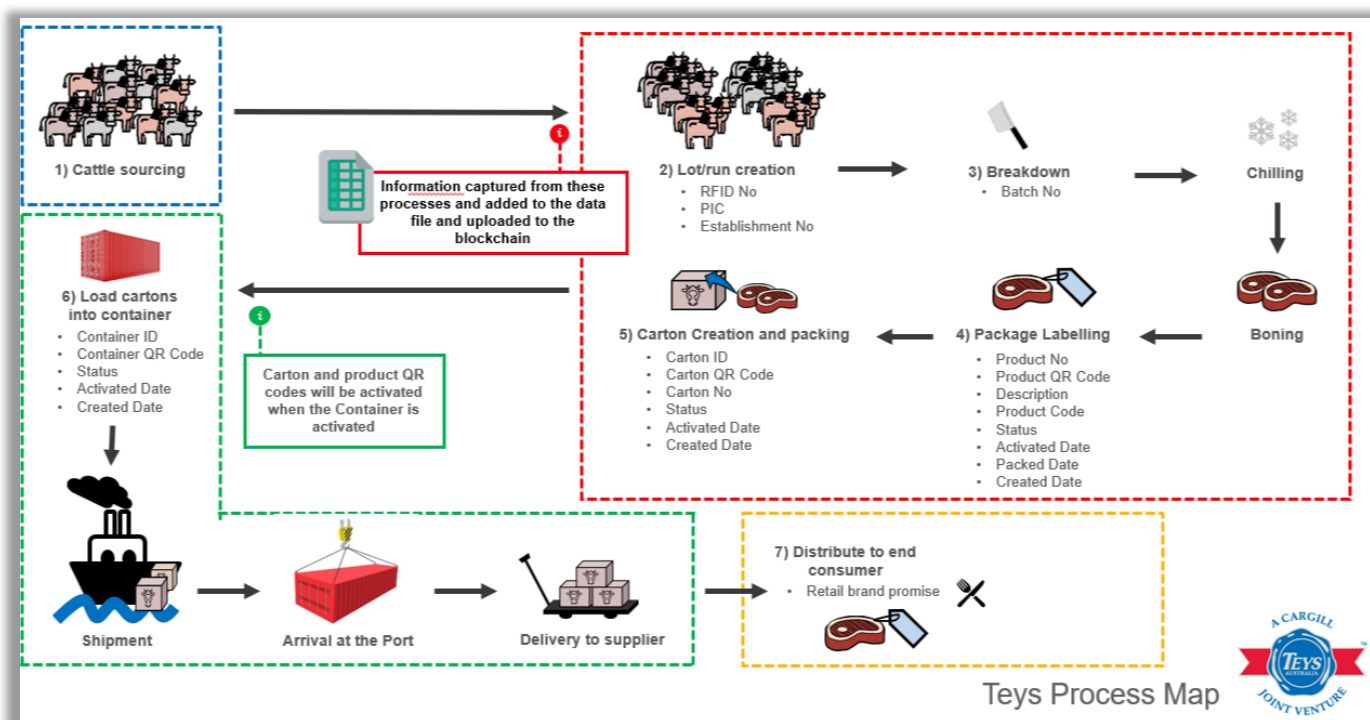 1) Cattle sourcing
i
Information captured from these
processes and added to the data
file and uploaded to the
blockchain
2) Lot/run creation
• RFID No
• PIC
• Establishment No
3) Breakdown
• Batch No
Chilling
Boning
4) Package Labelling
• Product No
• Product QR Code
• Description
• Product Code
• Status
• Activated Date
• Packed Date
• Created Date
5) Carton Creation and packing
• Carton ID
• Carton QR Code
• Carton No
• Status
• Activated Date
• Created Date
i
Carton and product QR
codes will be activated
when the Container is
activated
6) Load cartons
into container
• Container ID
• Container QR Code
• Status
• Activated Date
• Created Date
Shipment
Arrival at the Port
Delivery to supplier
7) Distribute to end
consumer
• Retail brand promise
Teys Process Map
A CARGILL
TEYS
AUSTRALIA
JOINT VENTURE
TM